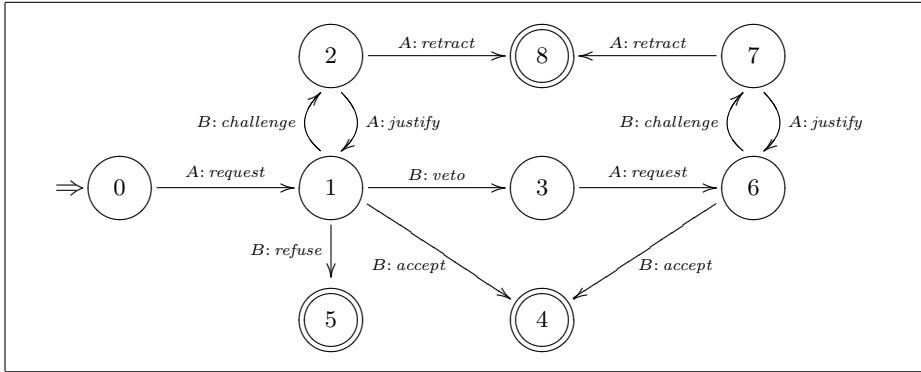 2 A: retract 8 A: retract 7
B: challenge A: justify B: challenge A: justify
⇒ 0 A: request 1 B: veto 3 A: request 6
B: refuse B: accept B: accept
5 4